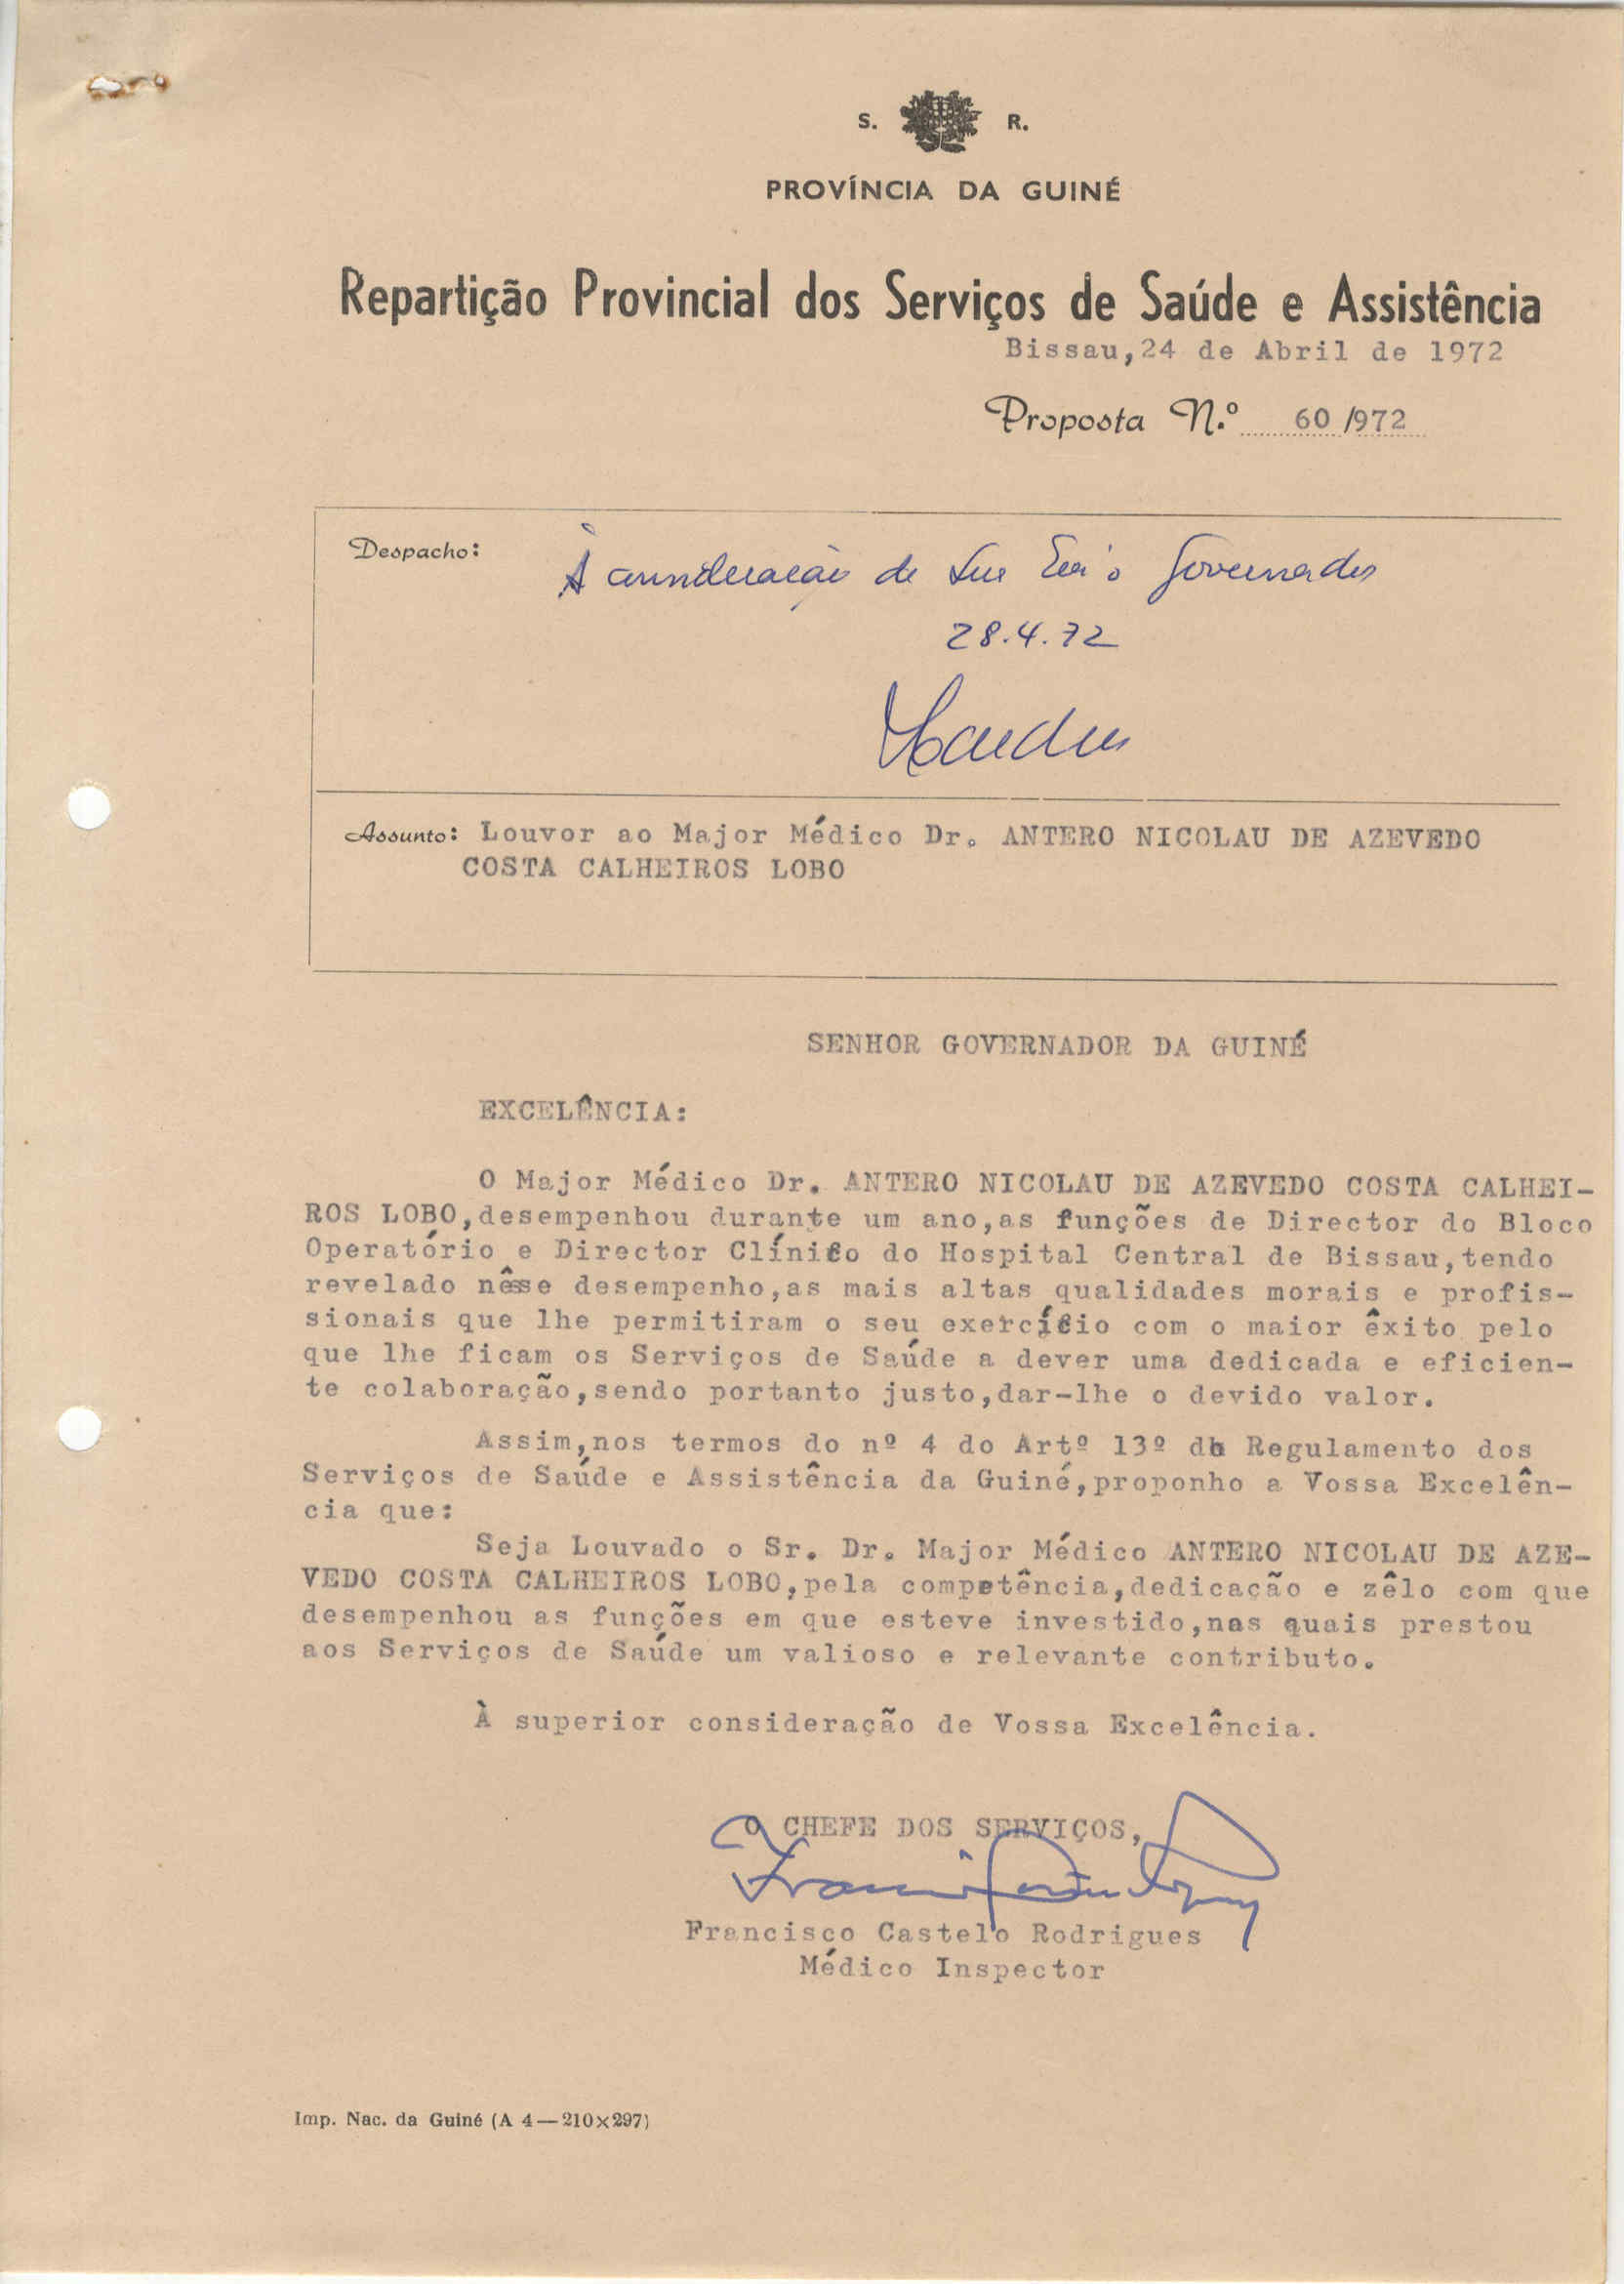 S. R.
PROVÍNCIA DA GUINÉ
Repartição Provincial dos Serviços de Saúde e Assistência
Bissau,24 de Abril de 1972
Proposta N.º 60/972
Despacho:
À consideração de Sua Exª o Governador
28.4.72
Assunto: Louvor ao Major Médico Dr. ANTERO NICOLAU DE AZEVEDO
COSTA CALHEIROS LOBO
SENHOR GOVERNADOR DA GUINÉ
EXCELÊNCIA:
O Major Médico Dr. ANTERO NICOLAU DE AZEVEDO COSTA CALHEI-
ROS LOBO,desempenhou durante um ano,as funções de Director do Bloco
Operatório e Director Clínico do Hospital Central de Bissau,tendo
revelado nêsse desempenho,as mais altas qualidades morais e profis-
sionais que lhe permitiram o seu exercício com o maior êxito pelo
que lhe ficam os Serviços de Saúde a dever uma dedicada e eficien-
te colaboração,sendo portanto justo,dar-lhe o devido valor.
Assim,nos termos do nº 4 do Artº 13º do Regulamento dos
Serviços de Saúde e Assistência da Guiné,proponho a Vossa Excelên-
cia que:
Seja Louvado o Sr. Dr. Major Médico ANTERO NICOLAU DE AZE-
VEDO COSTA CALHEIROS LOBO,pela competência,dedicação e zêlo com que
desempenhou as funções em que esteve investido,nas quais prestou
aos Serviços de Saúde um valioso e relevante contributo.
À superior consideração de Vossa Excelência.
O CHEFE DOS SERVIÇOS,
Francisco Castelo Rodrigues
Médico Inspector
Imp. Nac. da Guiné (A 4—210×297)